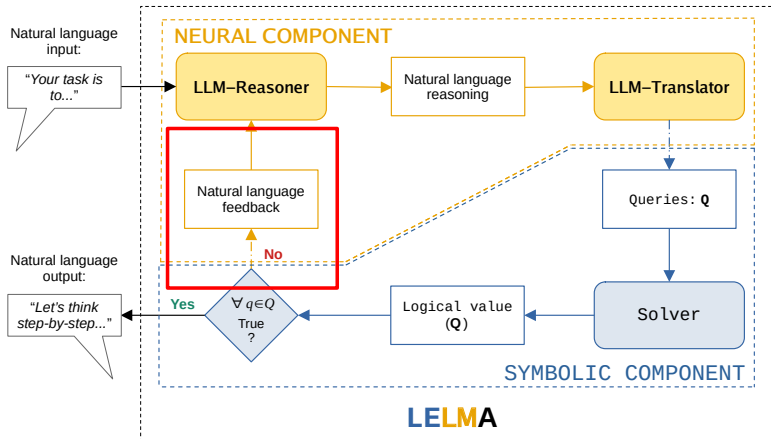 Natural language
input:
NEURAL COMPONENT
“Your task is
to...”
LLM–Reasoner
Natural language
reasoning
LLM–Translator
Natural language
feedback
Queries: Q
No
Natural language
output:
“Let's think
step-by-step...”
Yes
∀ q∈Q
True
?
Logical value
(Q)
Solver
SYMBOLIC COMPONENT
LELMA